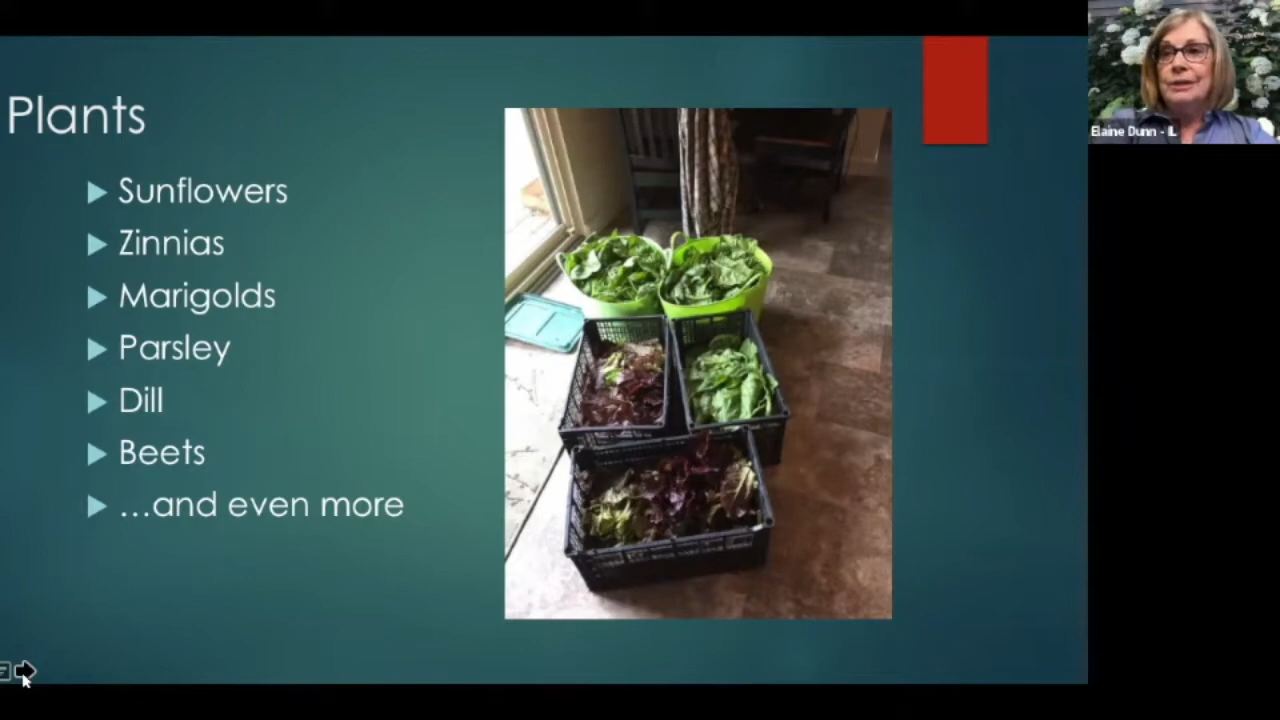 Plants
Sunflowers
Zinnias
Marigolds
Parsley
Dill
Beets
...and even more
Elaine Dunn - IL